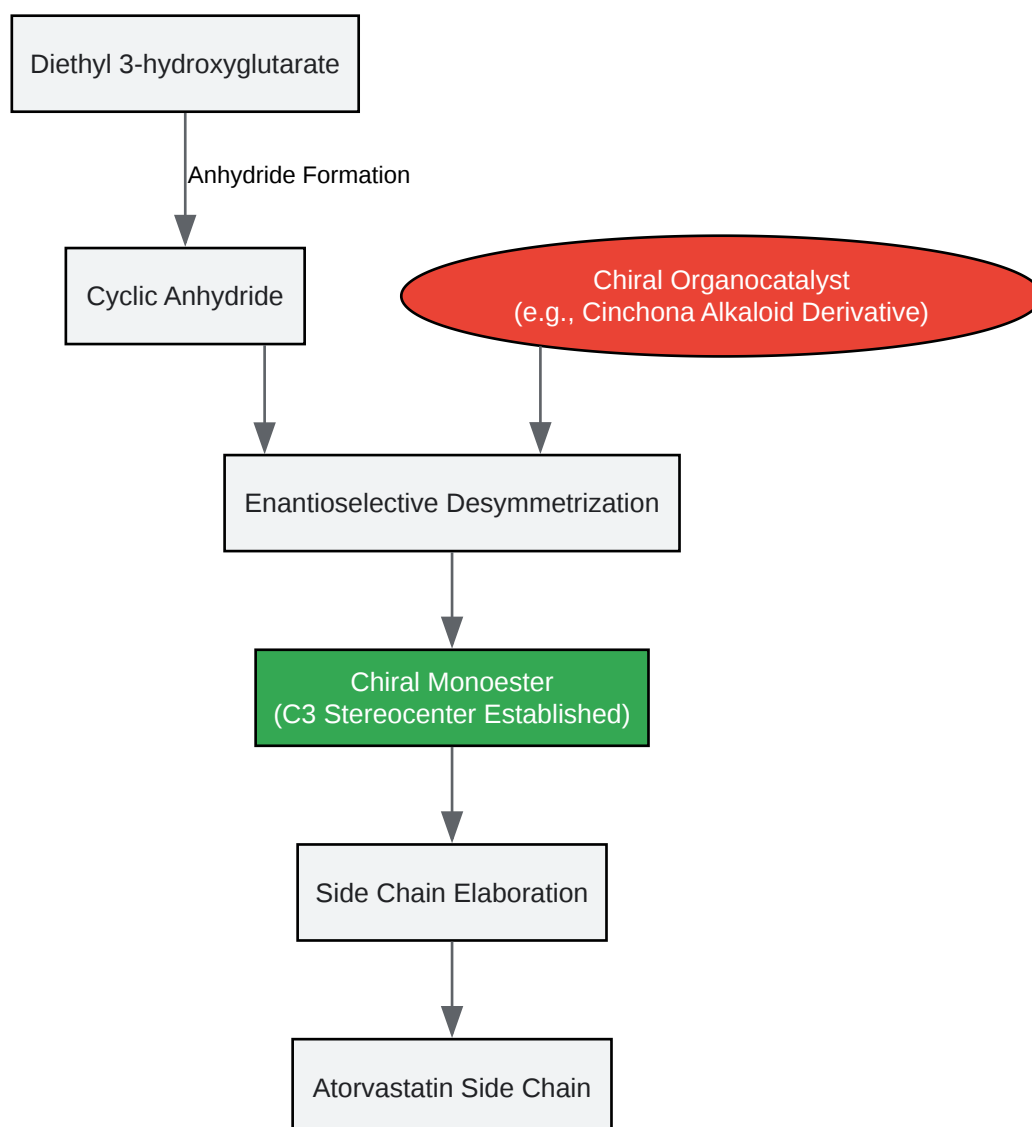 Diethyl 3-hydroxyglutarate
Anhydride Formation
Cyclic Anhydride
Chiral Organocatalyst
(e.g., Cinchona Alkaloid Derivative)
Enantioselective Desymmetrization
Chiral Monoester
(C3 Stereocenter Established)
Side Chain Elaboration
Atorvastatin Side Chain